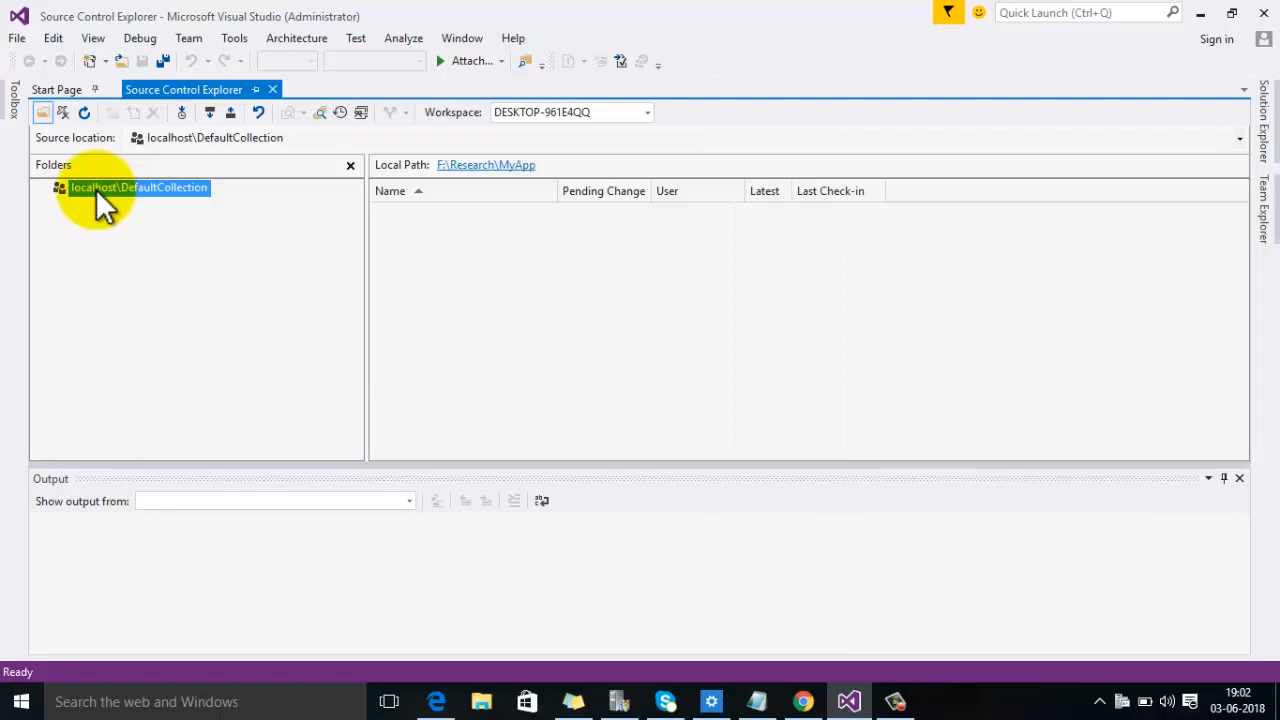 Source Control Explorer - Microsoft Visual Studio (Administrator)
Quick Launch (Ctrl+Q)
File Edit View Debug Team Tools Architecture Test Analyze Window Help
Sign in
Attach...
Toolbox
Start Page
Source Control Explorer
Solution Explorer
Team Explorer
Workspace: DESKTOP-961E4QQ
Source location: localhost\DefaultCollection
Folders
localhost\DefaultCollection
Local Path: F:\Research\MyApp
Name Pending Change User Latest Last Check-in
Output
Show output from:
Ready
Search the web and Windows
19:02
03-06-2018